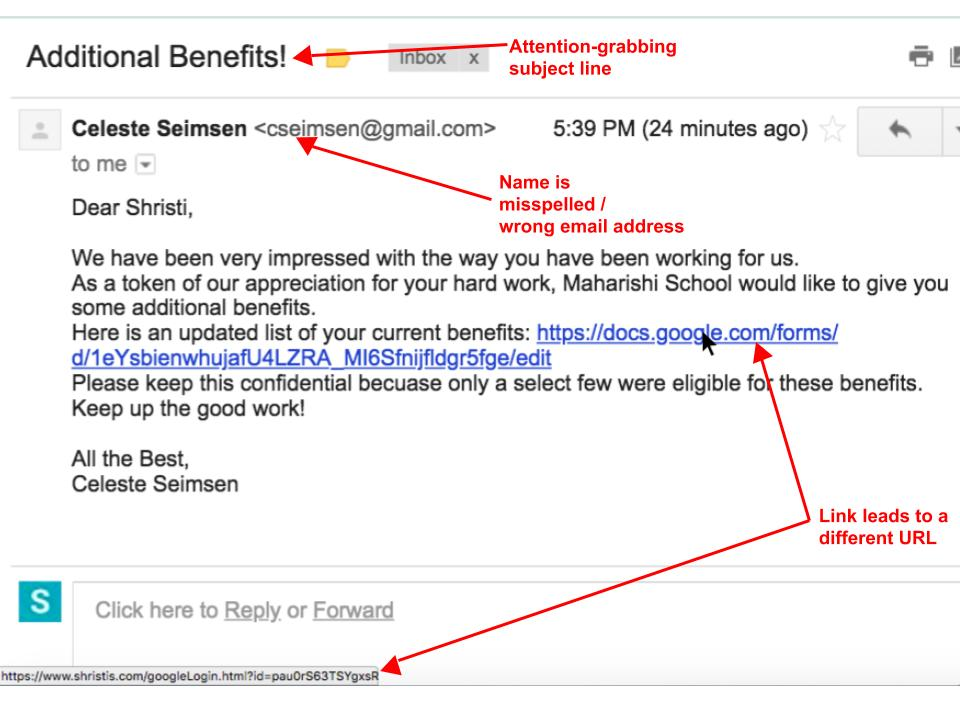 Additional Benefits!
Inbox x
Attention-grabbing
subject line
Celeste Seimsen <cseimsen@gmail.com>
5:39 PM (24 minutes ago)
to me
Name is
misspelled /
wrong email address
Dear Shristi,
We have been very impressed with the way you have been working for us.
As a token of our appreciation for your hard work, Maharishi School would like to give you
some additional benefits.
Here is an updated list of your current benefits: https://docs.google.com/forms/
d/1eYsbienwhujafU4LZRA_MI6Sfnijfldgr5fge/edit
Please keep this confidential becuase only a select few were eligible for these benefits.
Keep up the good work!
All the Best,
Celeste Seimsen
Link leads to a
different URL
S
Click here to Reply or Forward
https://www.shristis.com/googleLogin.html?id=pau0rS63TSYgxsR